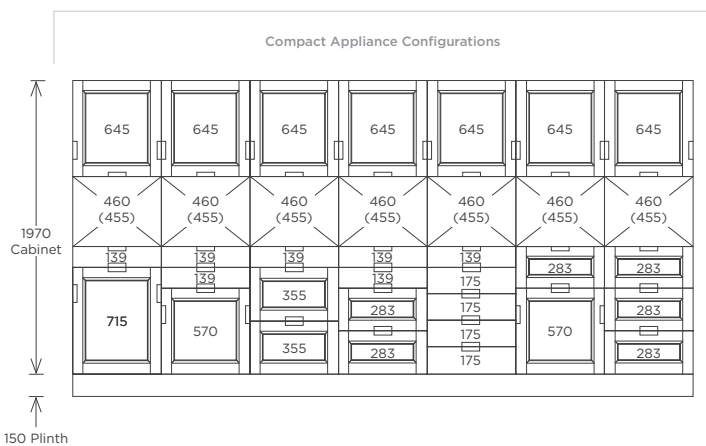 Compact Appliance Configurations
645 645 645 645 645 645 645
460 460 460 460 460 460 460
(455) (455) (455) (455) (455) (455) (455)
1970
Cabinet
139 139 139 139 139
283 283
139 139
175
355
715
283 283
175
570 570
175
355 283 283
175
150 Plinth